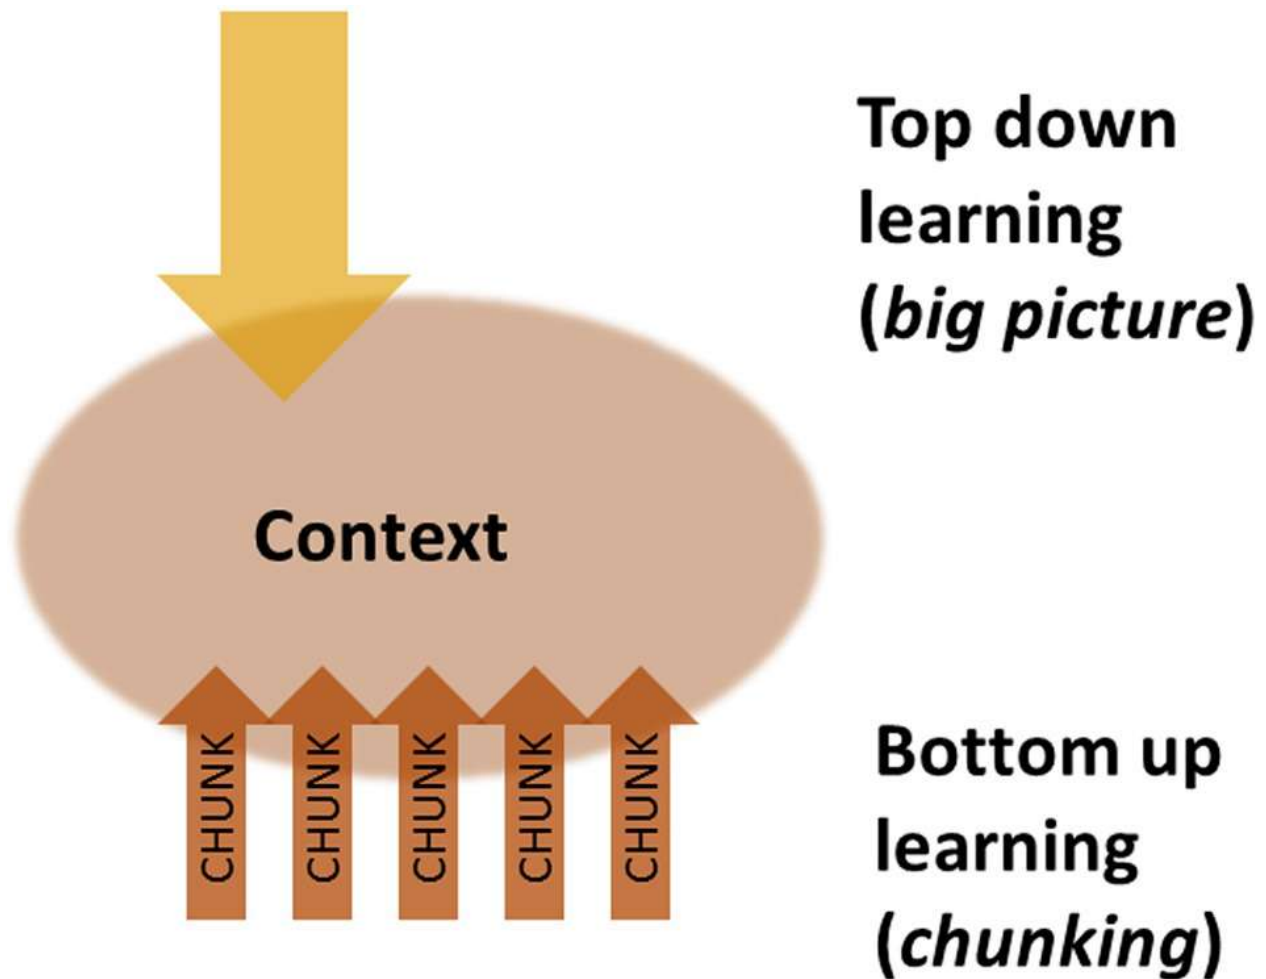 Top down
learning
(big picture)
Context
CHUNK
CHUNK
CHUNK
CHUNK
CHUNK
Bottom up
learning
(chunking)